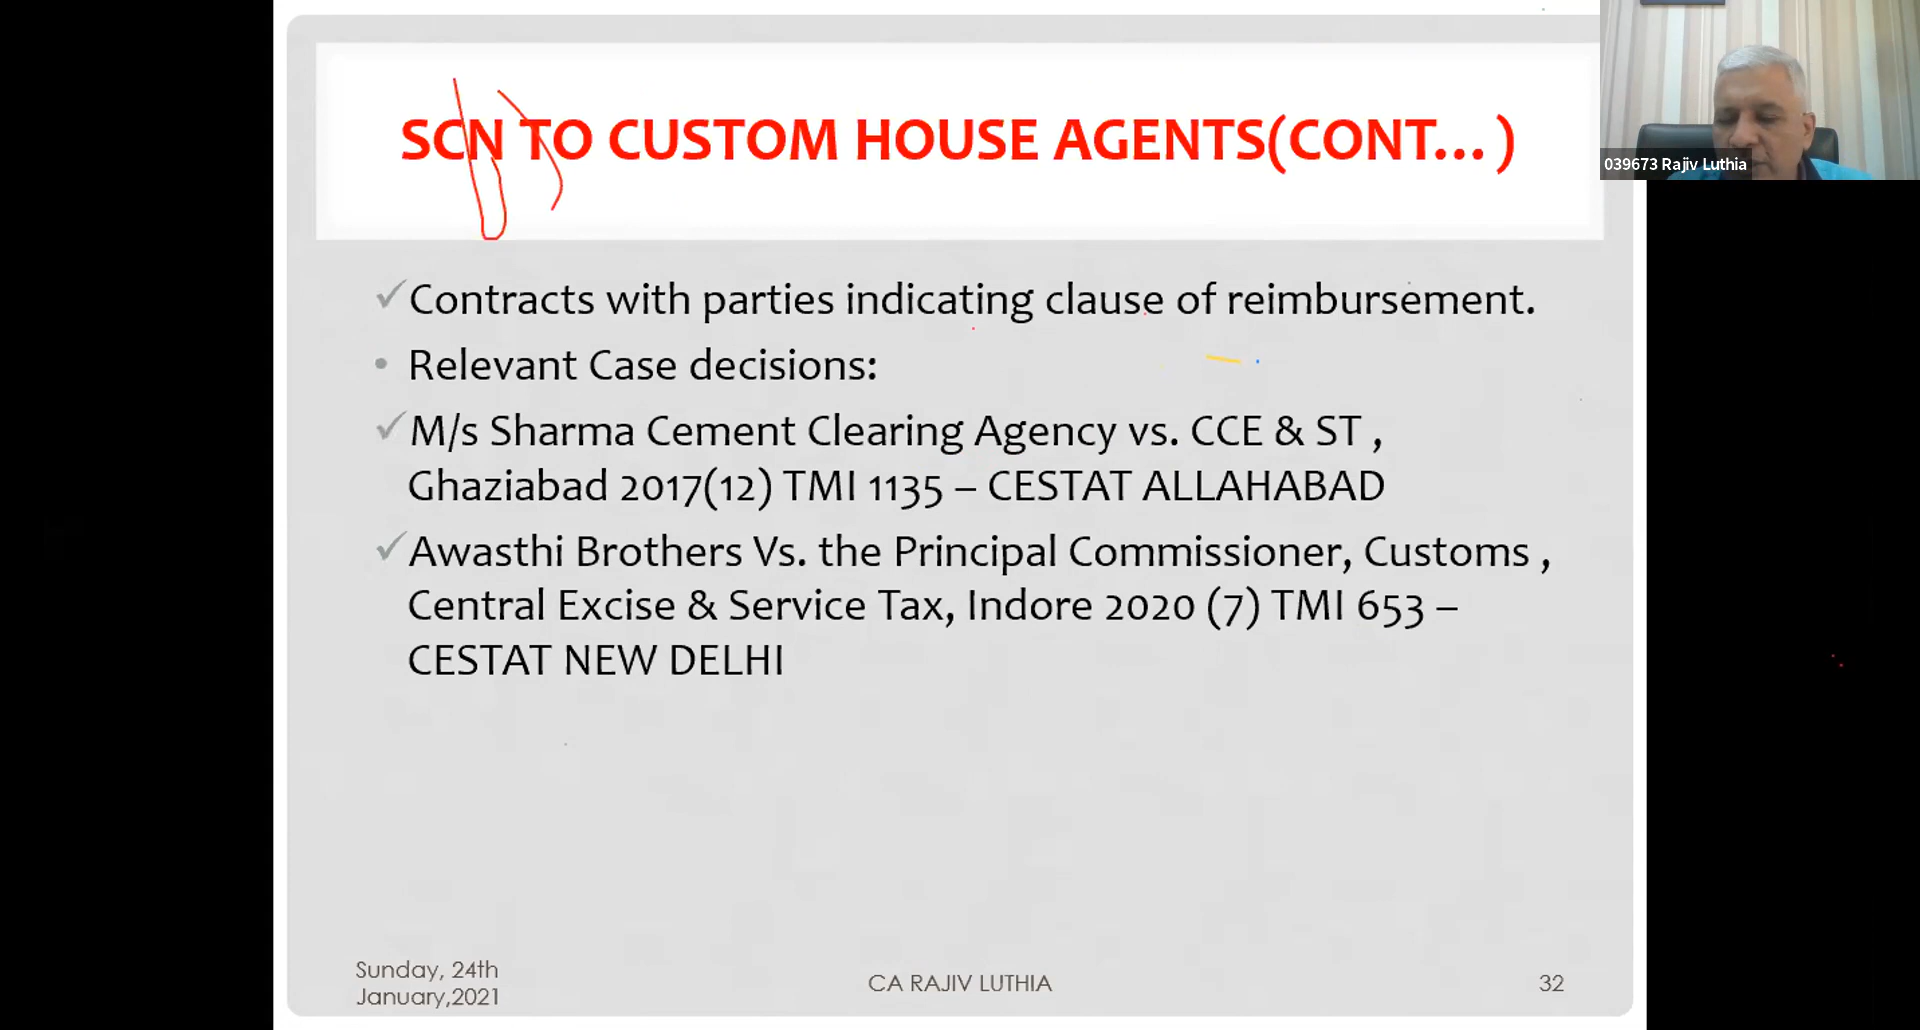 SCN TO CUSTOM HOUSE AGENTS(CONT... )
039673 Rajiv Luthia
✓Contracts with parties indicating clause of reimbursement.
• Relevant Case decisions:
✓M/s Sharma Cement Clearing Agency vs. CCE & ST ,
Ghaziabad 2017(12) TMI 1135 – CESTAT ALLAHABAD
✓Awasthi Brothers Vs. the Principal Commissioner, Customs ,
Central Excise & Service Tax, Indore 2020 (7) TMI 653 –
CESTAT NEW DELHI
Sunday, 24th
January,2021
CA RAJIV LUTHIA
32